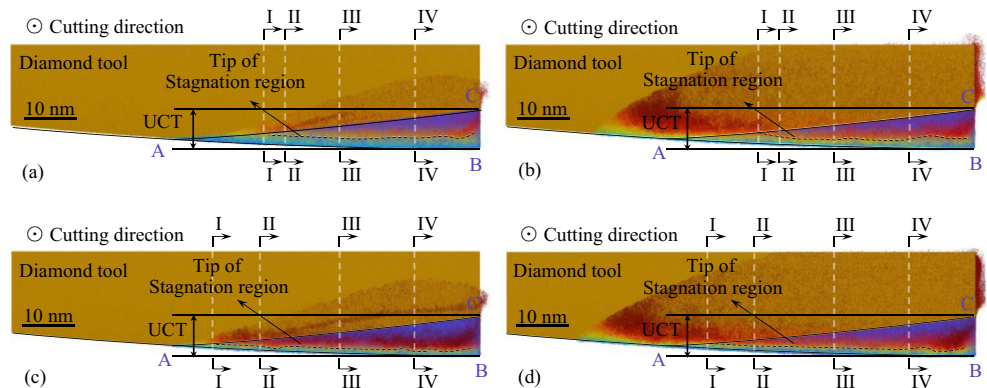 I II III IV
⊙ Cutting direction
Diamond tool
Tip of
Stagnation region
10 nm
UCT
C
A
B
I II III IV
(a)
I II III IV
⊙ Cutting direction
Diamond tool
Tip of
Stagnation region
10 nm
UCT
C
A
B
I II III IV
(b)
I II III IV
⊙ Cutting direction
Diamond tool
Tip of
Stagnation region
10 nm
UCT
C
A
B
I II III IV
(c)
I II III IV
⊙ Cutting direction
Diamond tool
Tip of
Stagnation region
10 nm
UCT
C
A
B
I II III IV
(d)